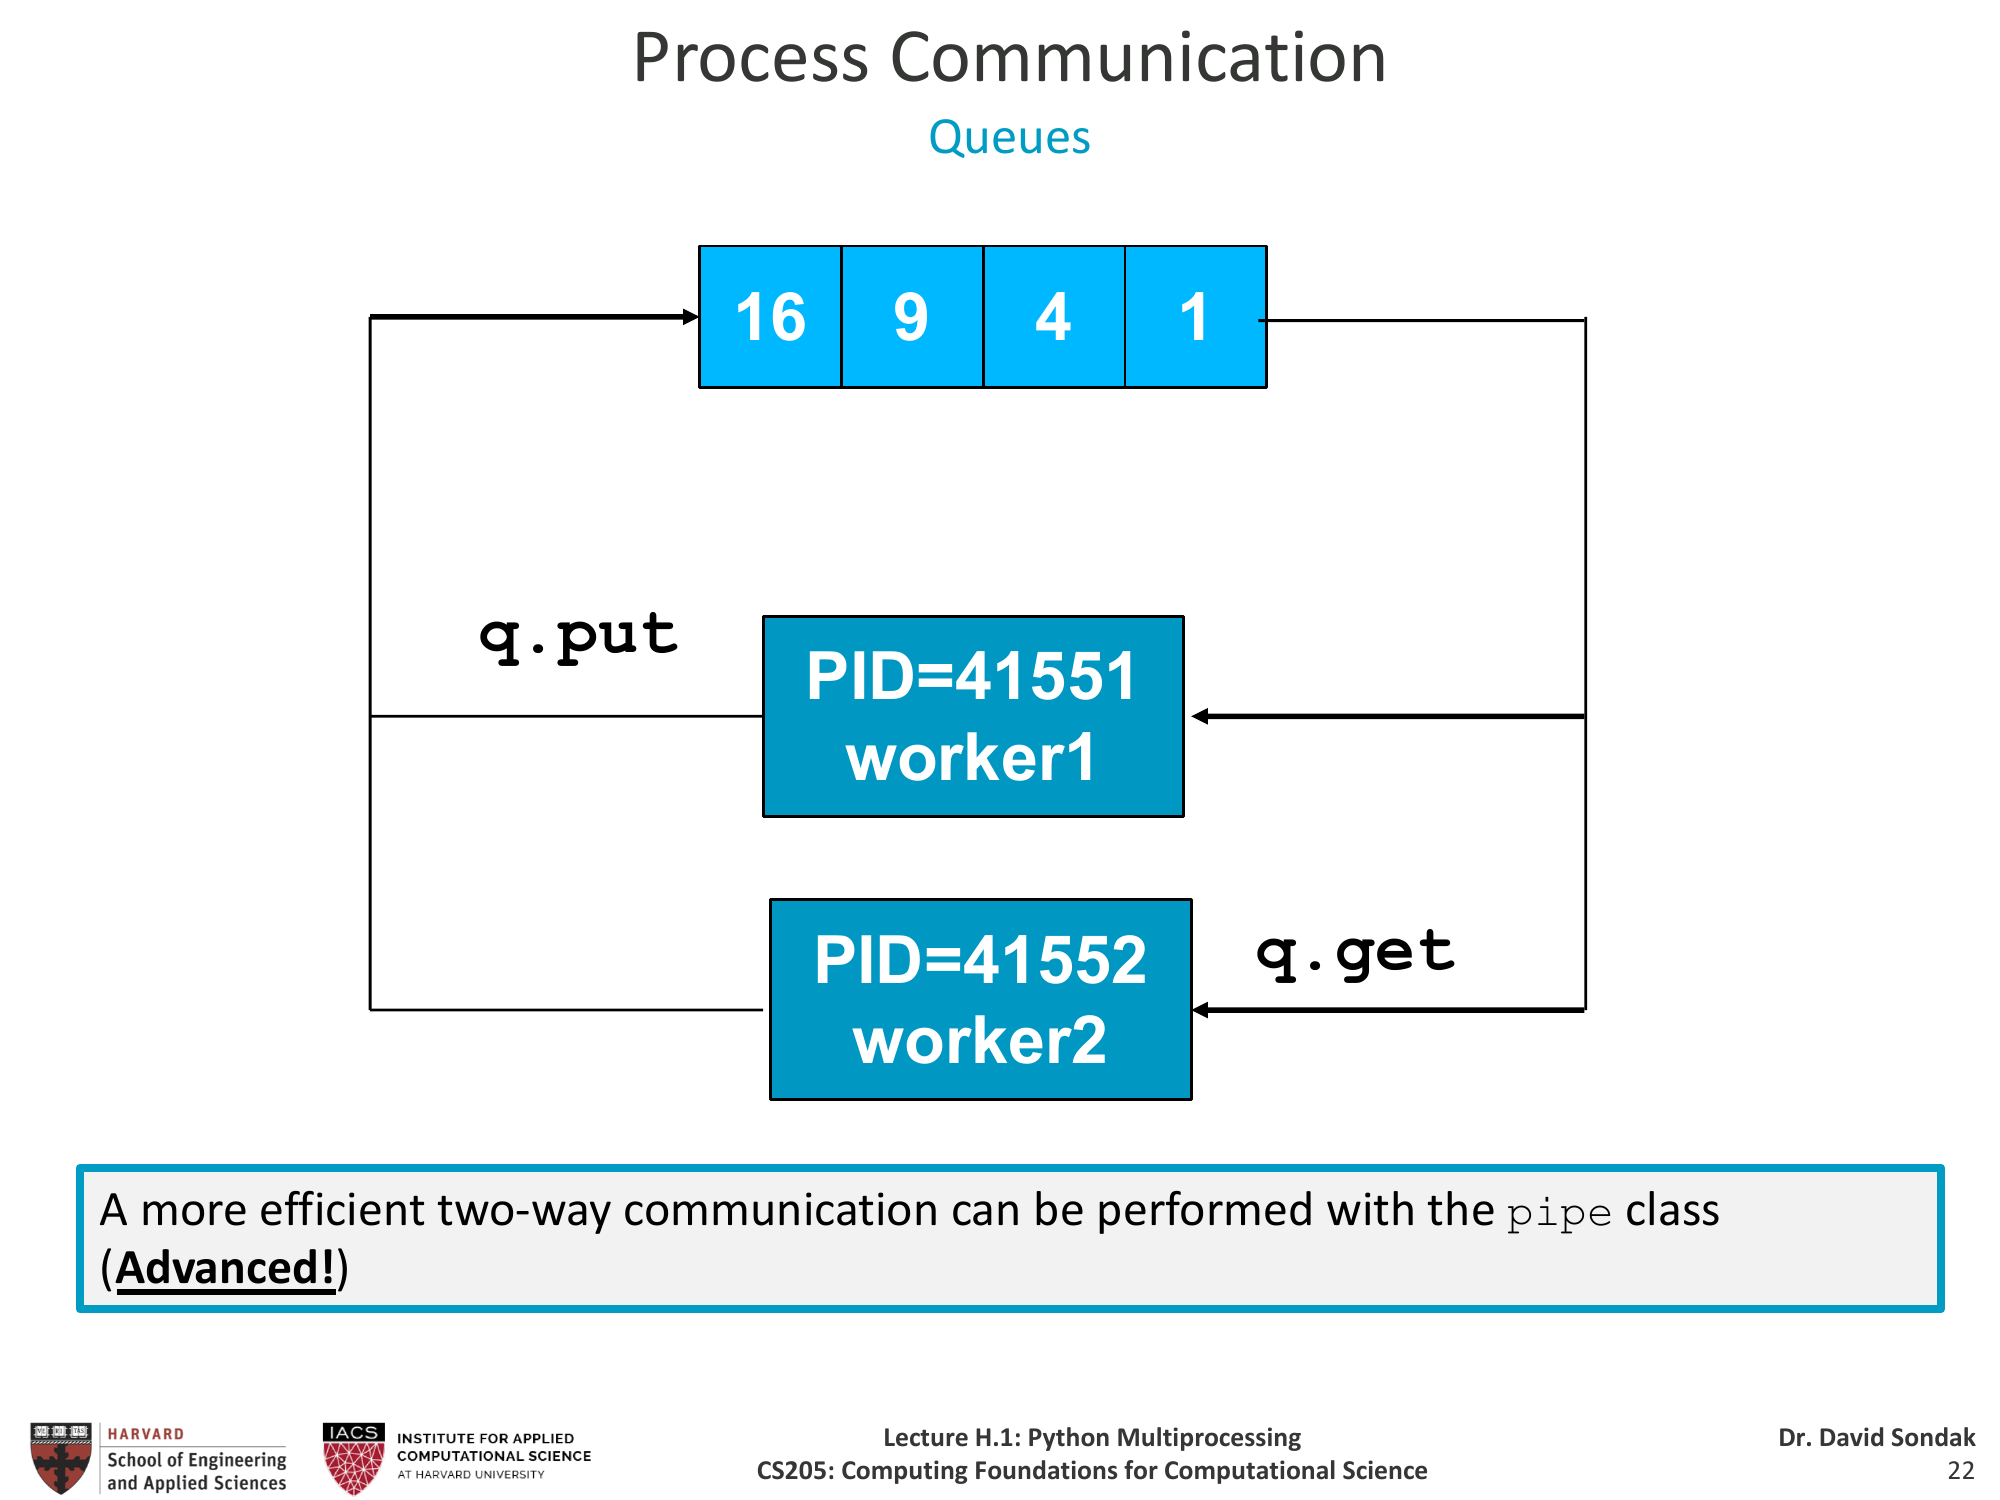 Process Communication
Queues
16 9 4 1
q.put
PID=41551
worker1
PID=41552
worker2
q.get
A more efficient two-way communication can be performed with the pipe class
(Advanced!)
HARVARD
School of Engineering
and Applied Sciences
IACS
INSTITUTE FOR APPLIED
COMPUTATIONAL SCIENCE
AT HARVARD UNIVERSITY
Lecture H.1: Python Multiprocessing
CS205: Computing Foundations for Computational Science
Dr. David Sondak
22